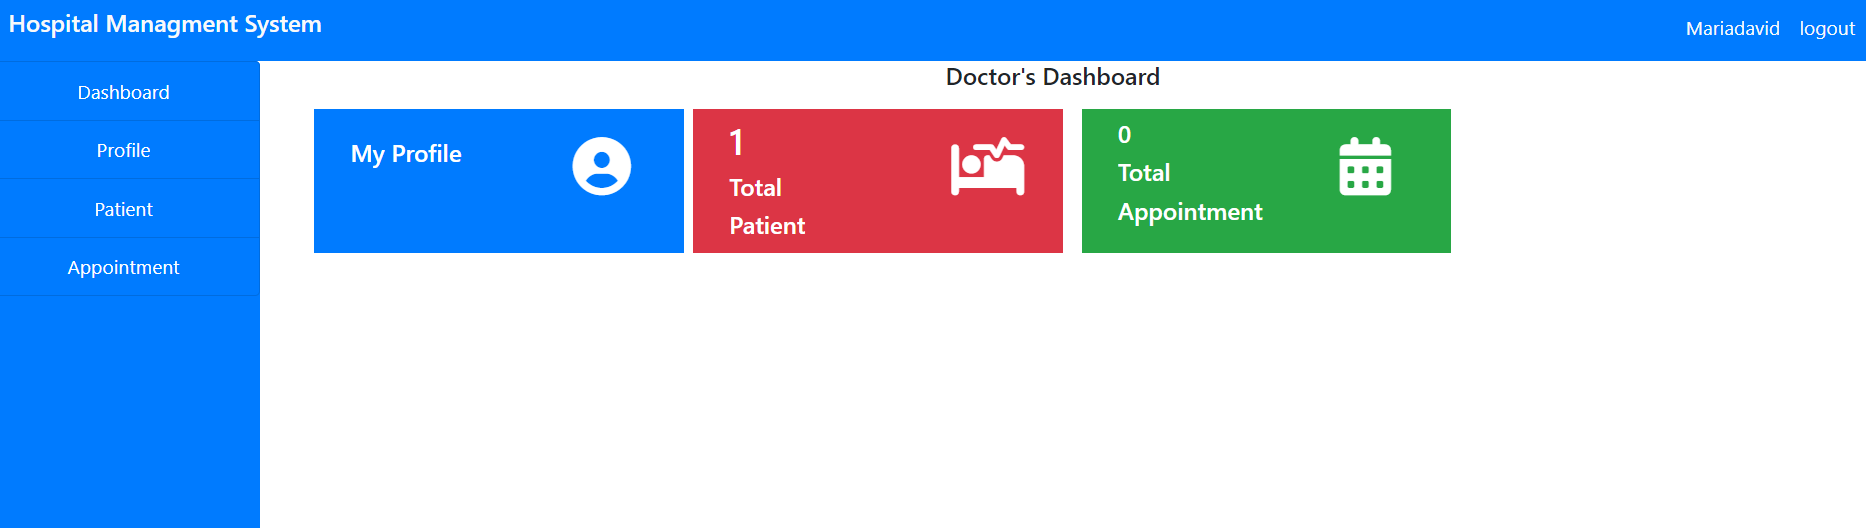 Hospital Managment System
Mariadavid logout
Dashboard
Profile
Patient
Appointment
Doctor's Dashboard
My Profile
1
Total
Patient
0
Total
Appointment